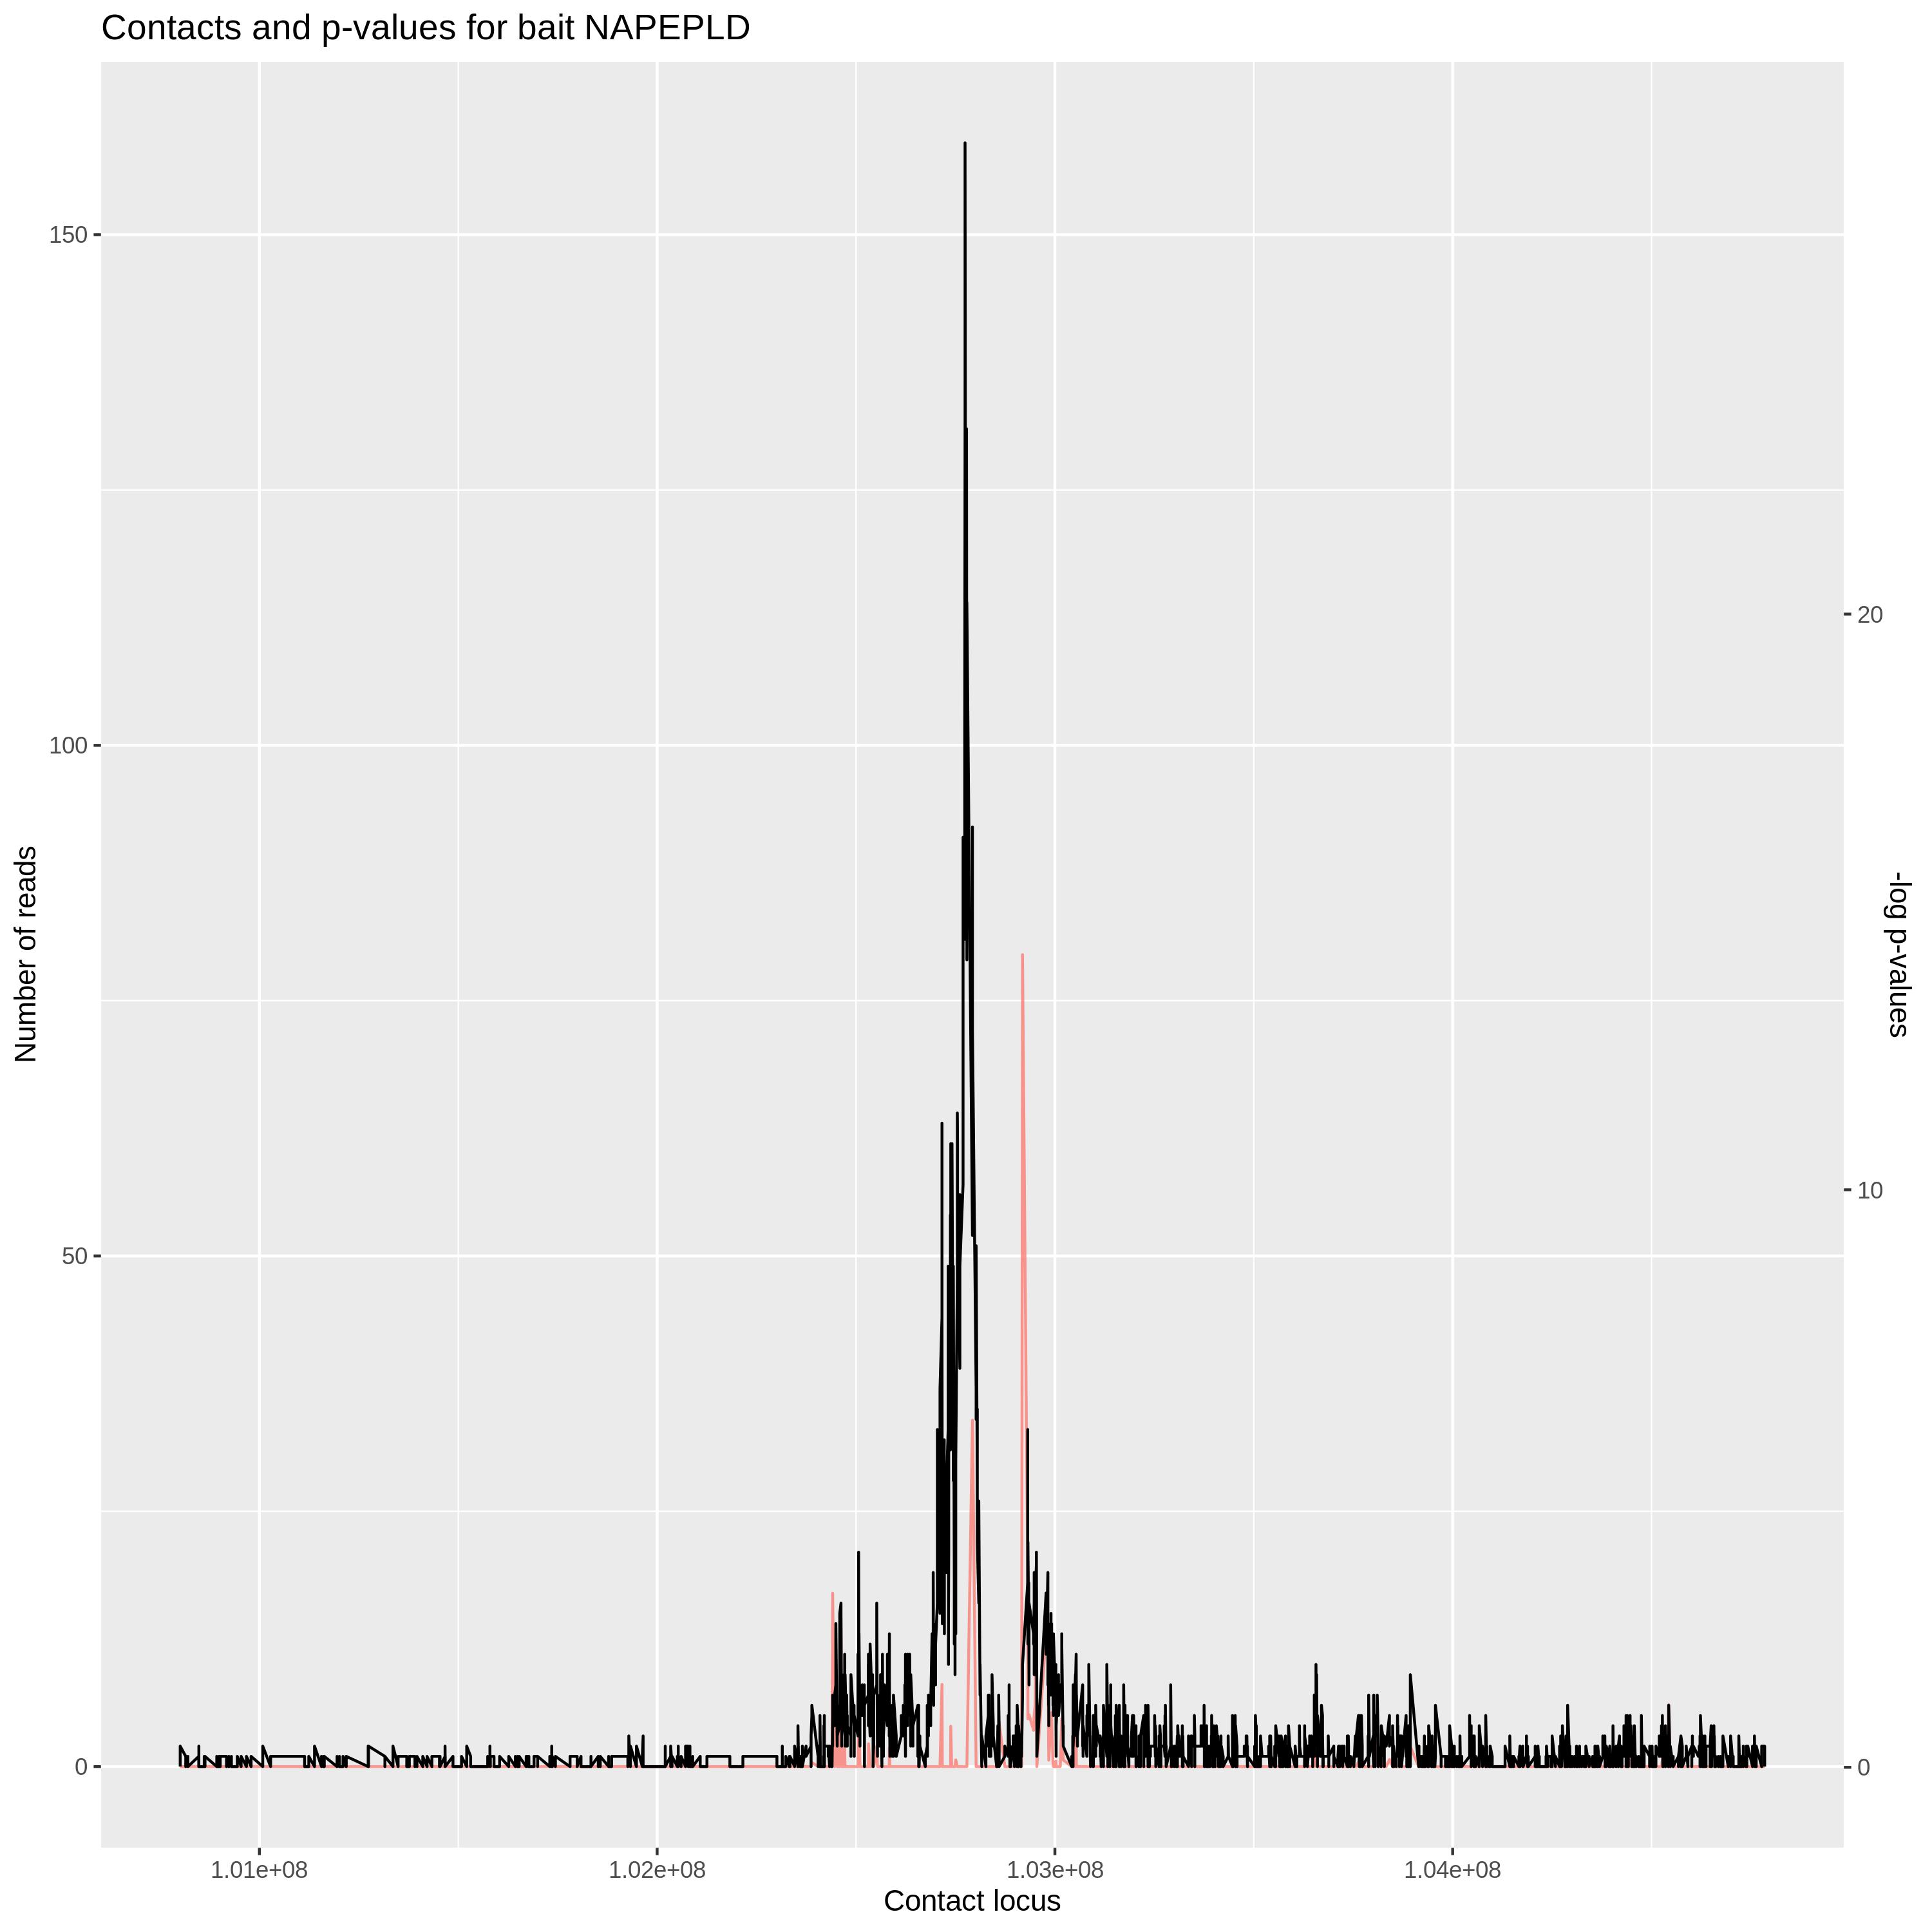 Contacts and p-values for bait NAPEPLD
Number of reads
150
100
50
0
20
10
0
-log p-values
1.01e+08
1.02e+08
1.03e+08
1.04e+08
Contact locus